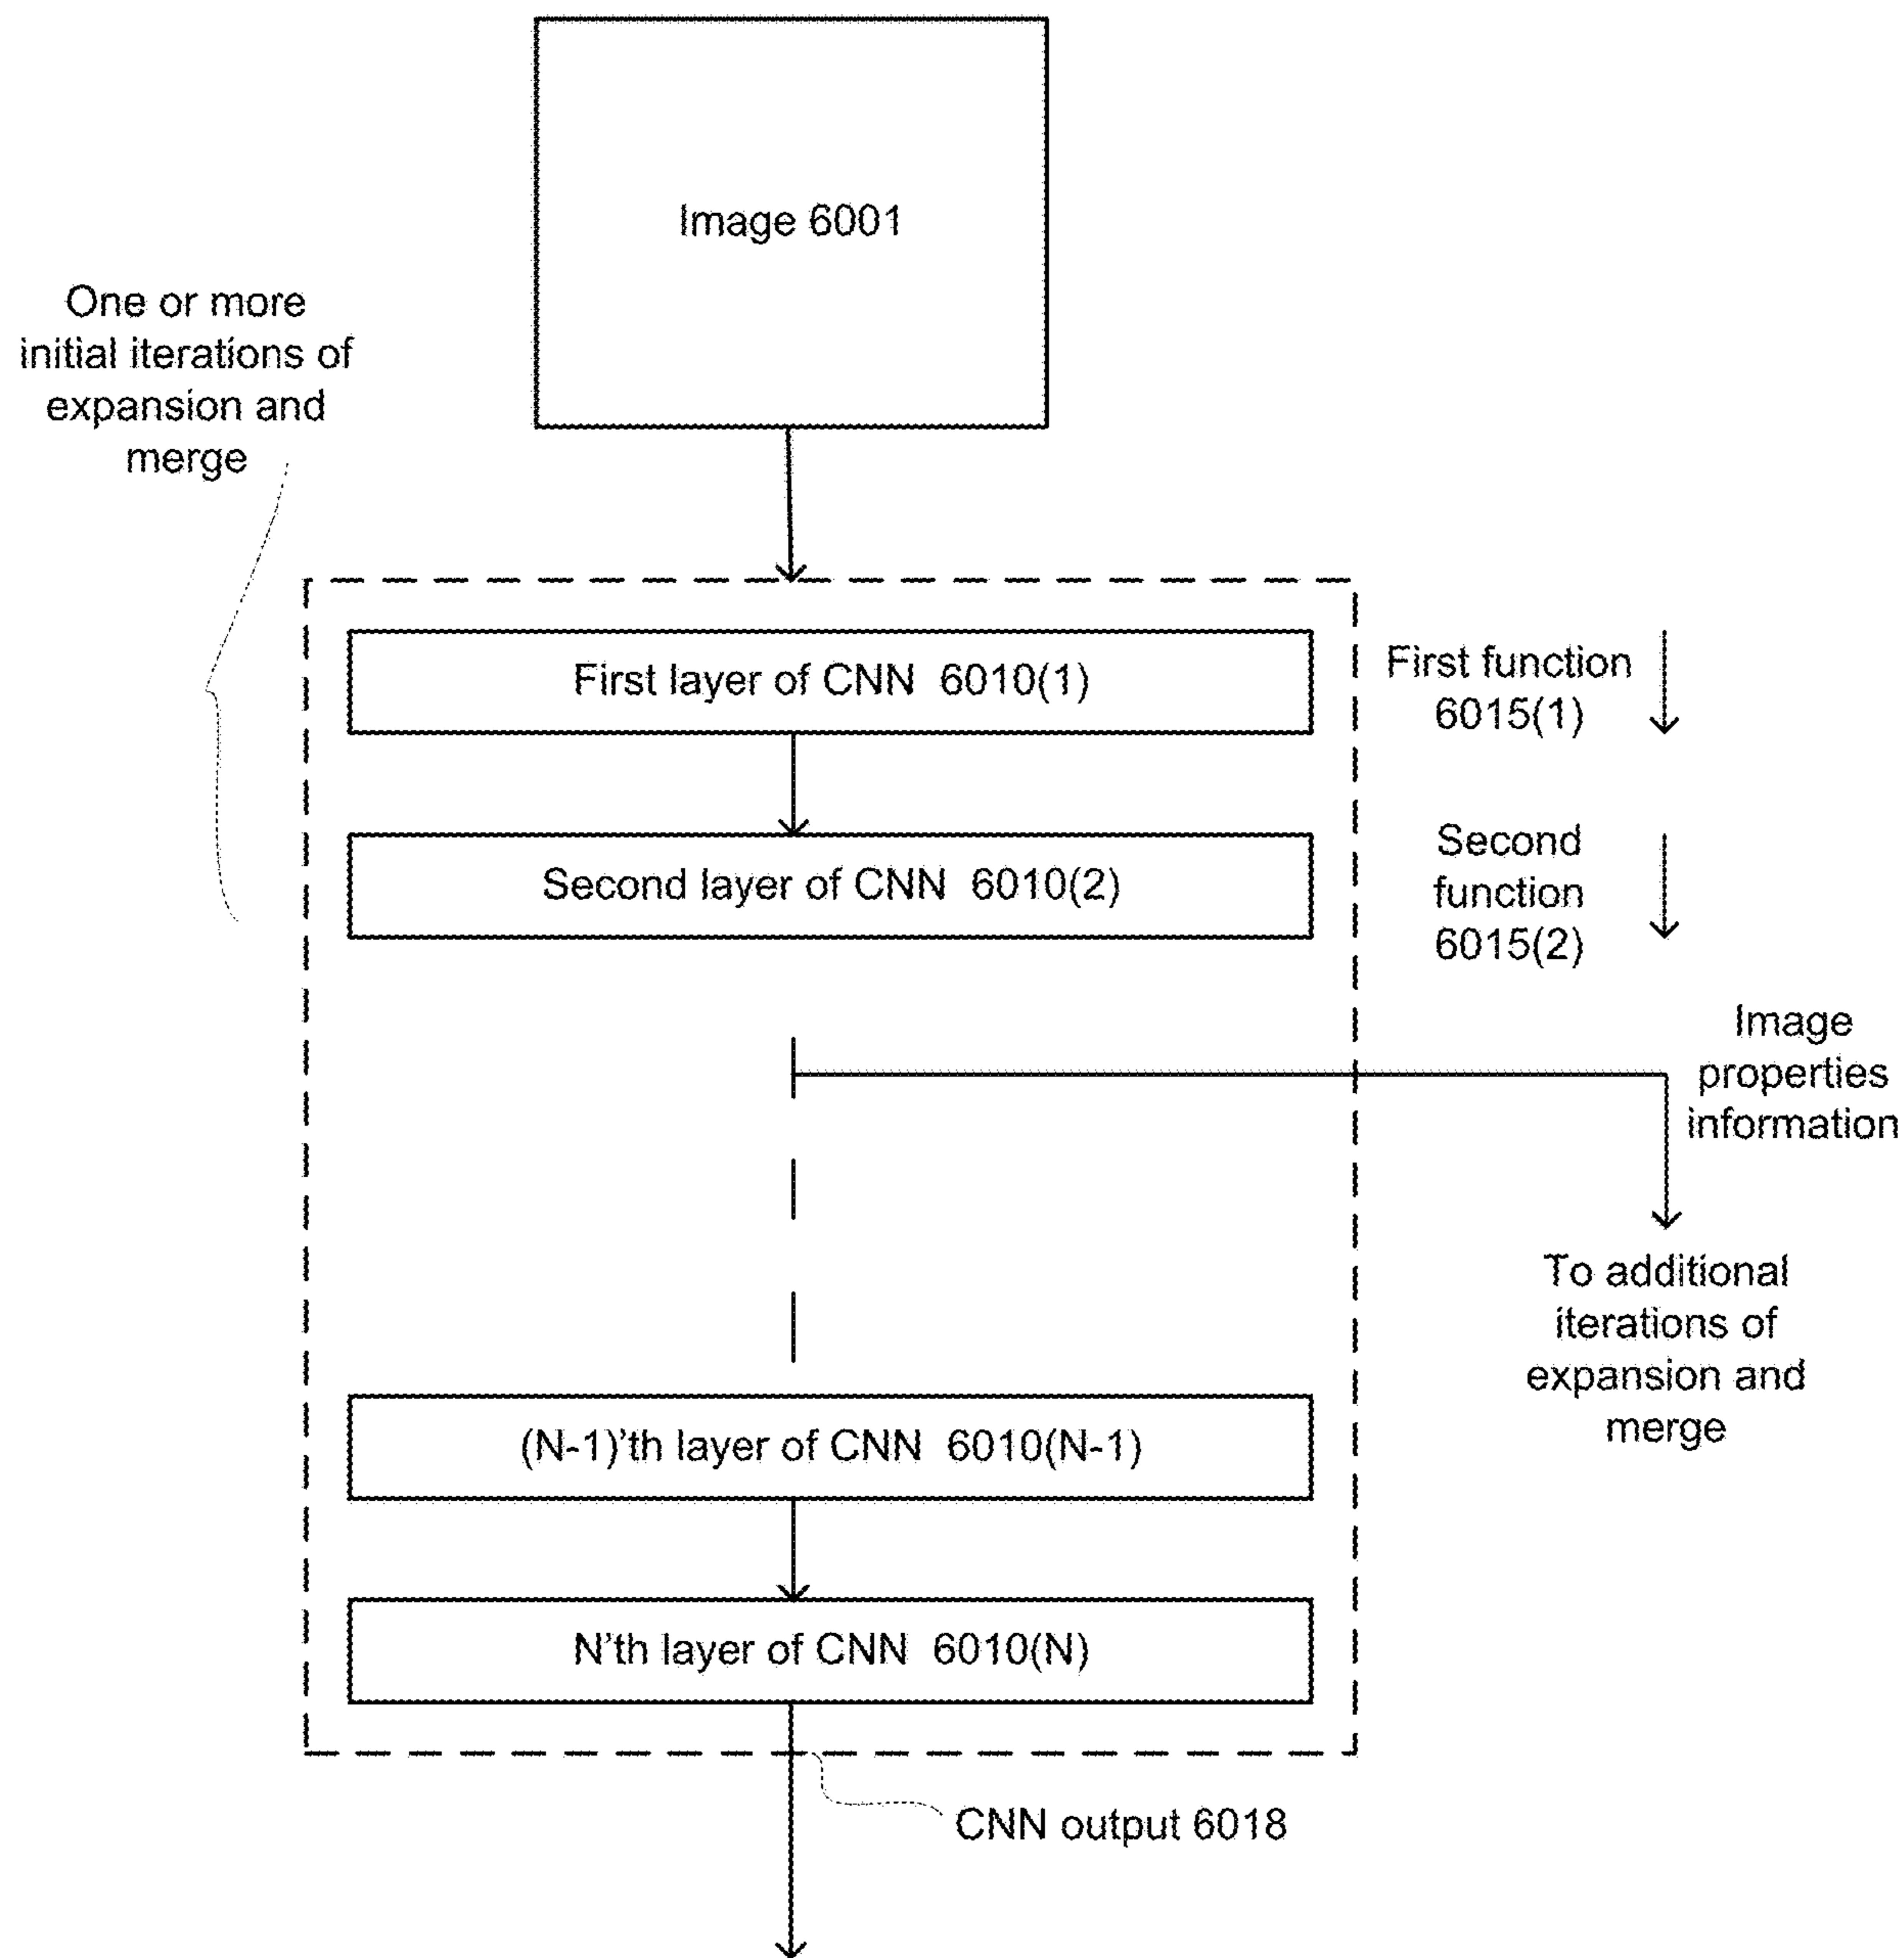 Image 6001
One or more
initial iterations of
expansion and
merge
First layer of CNN 6010(1)
First function
6015(1)
Second layer of CNN 6010(2)
Second
function
6015(2)
Image
properties
information
To additional
iterations of
expansion and
merge
(N-1)'th layer of CNN 6010(N-1)
N'th layer of CNN 6010(N)
CNN output 6018